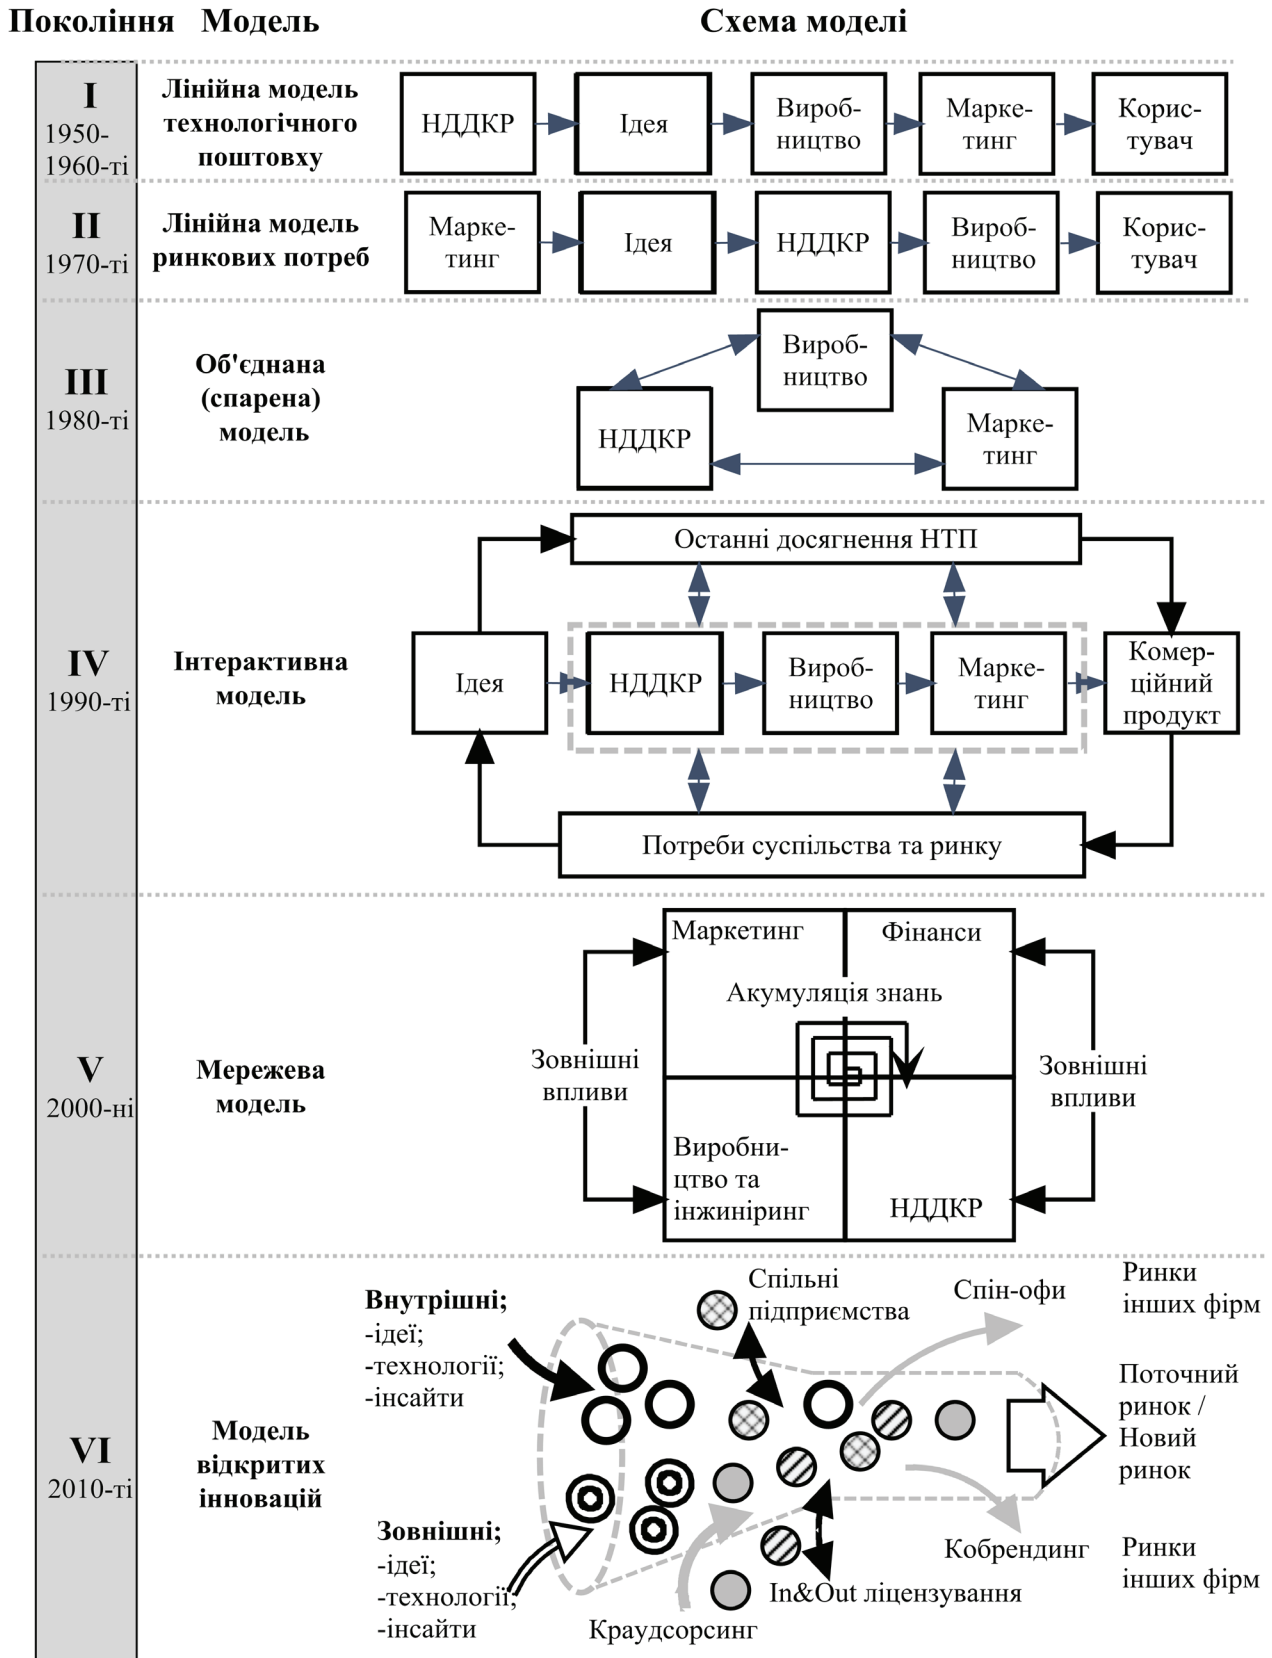 Покоління Модель Схема моделі
I
1950-
1960-ті
Лінійна модель
технологічного
поштовху
НДДКР
Ідея
Вироб-
ництво
Марке-
тинг
Корис-
тувач
II
1970-ті
Лінійна модель
ринкових потреб
Марке-
тинг
Ідея
НДДКР
Вироб-
ництво
Корис-
тувач
III
1980-ті
Об'єднана
(спарена)
модель
Вироб-
ництво
НДДКР
Марке-
тинг
IV
1990-ті
Інтерактивна
модель
Останні досягнення НТП
Ідея
НДДКР
Вироб-
ництво
Марке-
тинг
Комер-
ційний
продукт
Потреби суспільства та ринку
V
2000-ні
Мережева
модель
Зовнішні
впливи
Маркетинг
Фінанси
Акумуляція знань
Виробни-
цтво та
інжиніринг
НДДКР
Зовнішні
впливи
VI
2010-ті
Модель
відкритих
інновацій
Внутрішні;
-ідеї;
-технології;
-інсайти
Зовнішні;
-ідеї;
-технології;
-інсайти
Спільні
підприємства
Спін-офи
Ринки
інших фірм
Поточний
ринок /
Новий
ринок
Кобрендинг
Ринки
інших фірм
In&Out ліцензування
Краудсорсинг